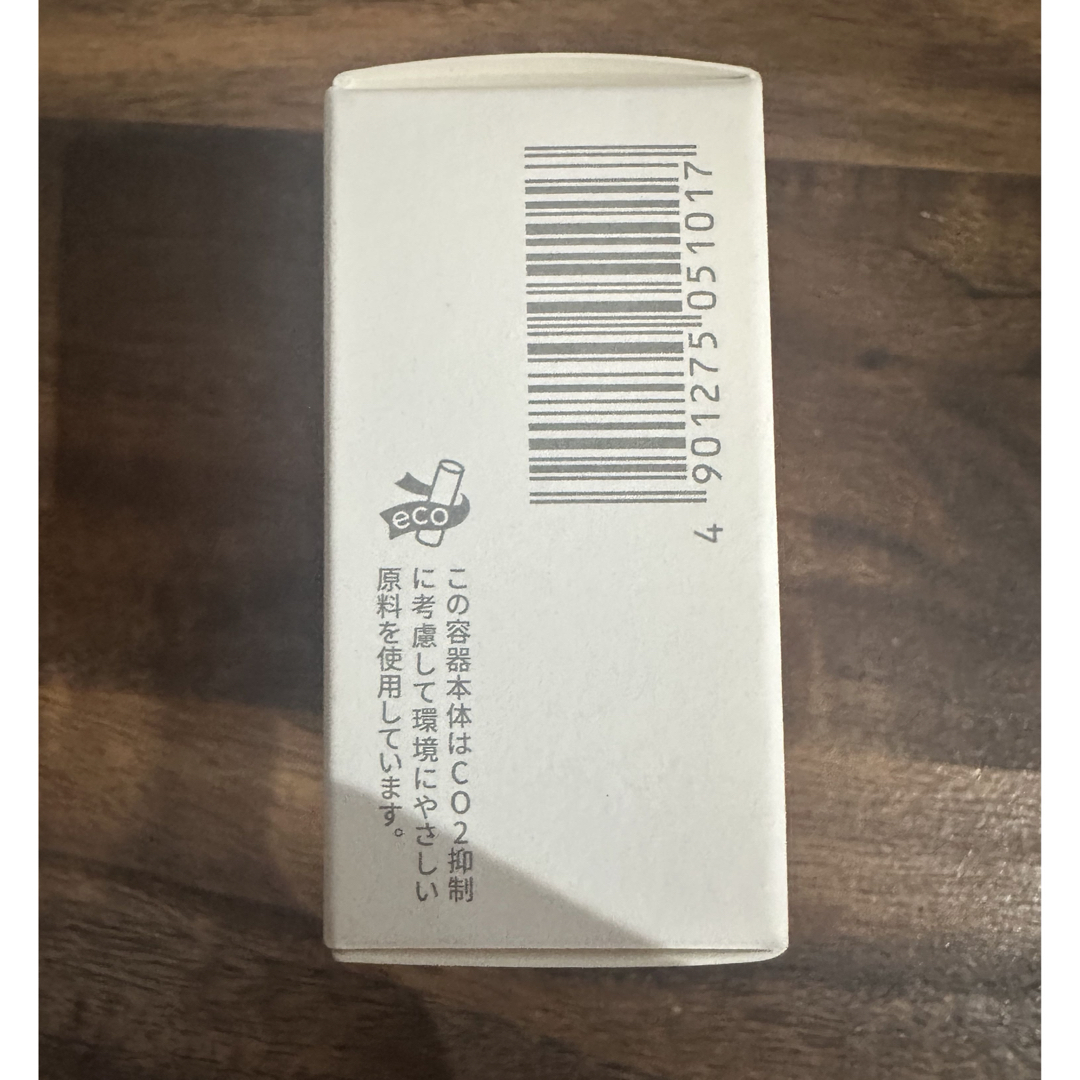 4 901275 051017
eco
この容器本体はCO2抑制
に考慮して環境にやさしい
原料を使用しています。